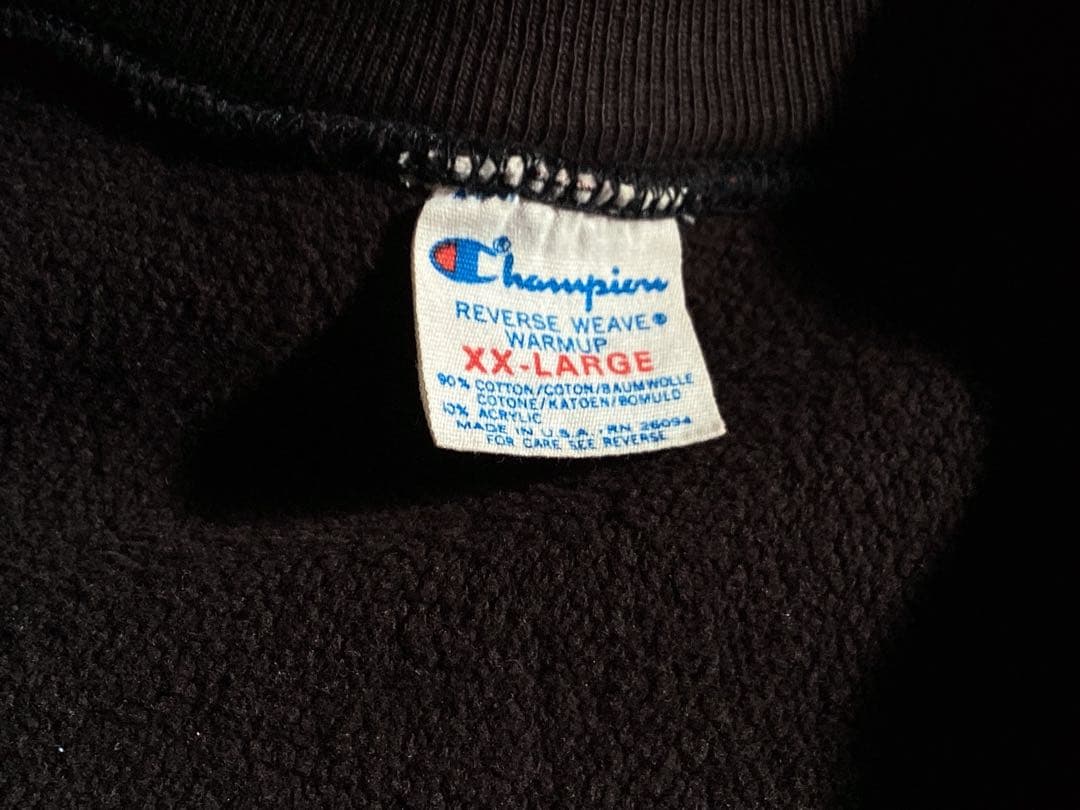 Champion®
REVERSE WEAVE®
WARMUP
XX-LARGE
90% COTTON/COTON/BAUMWOLLE
COTONE/KATOEN/BOMULD
10% ACRYLIC
MADE IN U.S.A. · RN 26094
FOR CARE SEE REVERSE